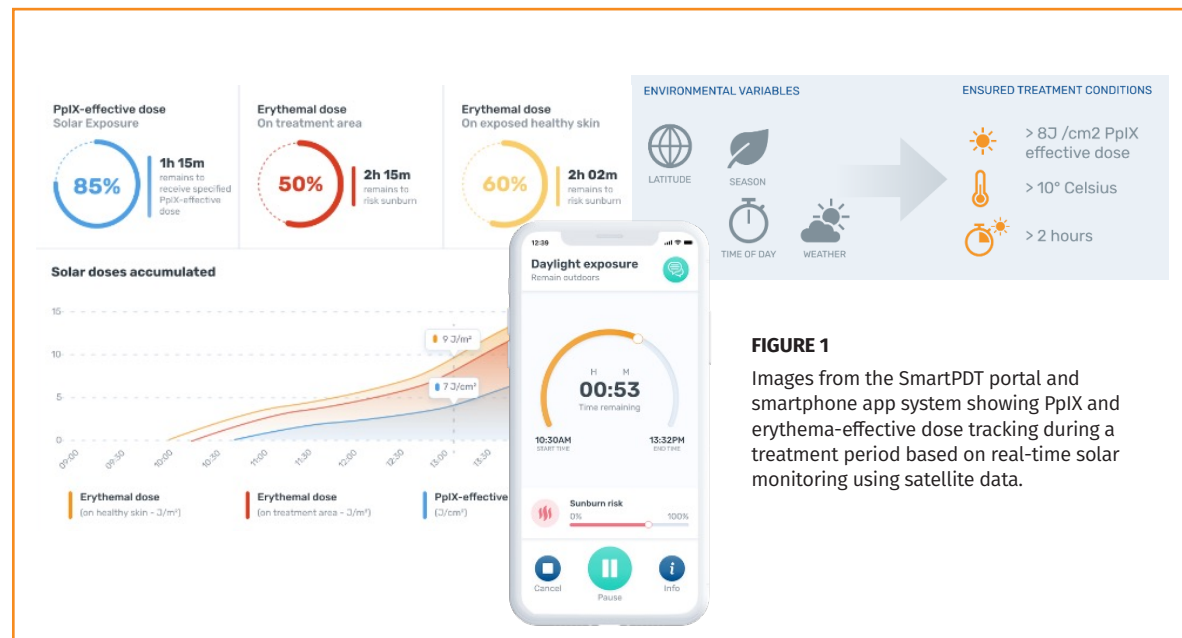 PpIX-effective dose
Solar Exposure
85%
1h 15m
remains to
receive specified
PpIX-effective
dose
Erythemal dose
On treatment area
50%
2h 15m
remains to
risk sunburn
Erythemal dose
On exposed healthy skin
60%
2h 02m
remains to
risk sunburn
ENVIRONMENTAL VARIABLES
LATITUDE
SEASON
TIME OF DAY
WEATHER
ENSURED TREATMENT CONDITIONS
> 8J /cm2 PpIX
effective dose
> 10° Celsius
> 2 hours
Solar doses accumulated
15
10
5
0
9 J/m²
7 J/cm²
09:00
09:30
10:00
10:30
11:00
11:30
12:00
12:30
13:00
13:30
Erythemal dose
(on healthy skin - J/m²)
Erythemal dose
(on treatment area - J/m²)
PpIX-effective
(J/cm²)
12:39
Daylight exposure
Remain outdoors
H M
00:53
Time remaining
10:30AM
START TIME
13:32PM
END TIME
Sunburn risk
0%
100%
Cancel
Pause
i
Info
FIGURE 1
Images from the SmartPDT portal and
smartphone app system showing PpIX and
erythema-effective dose tracking during a
treatment period based on real-time solar
monitoring using satellite data.